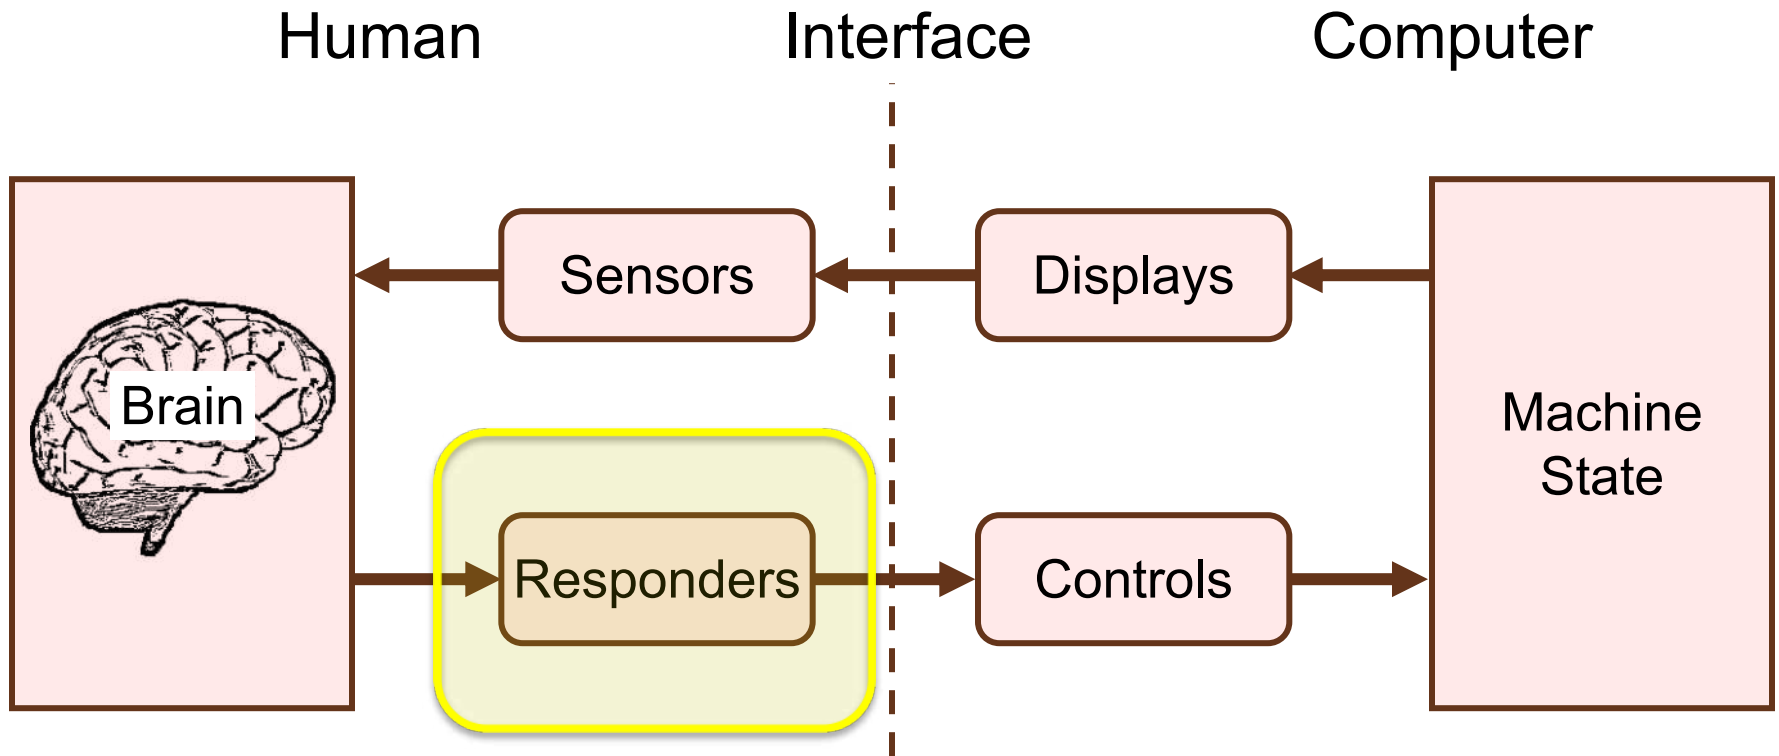 Human
Interface
Computer
Sensors
Displays
Brain
Machine
State
Responders
Controls